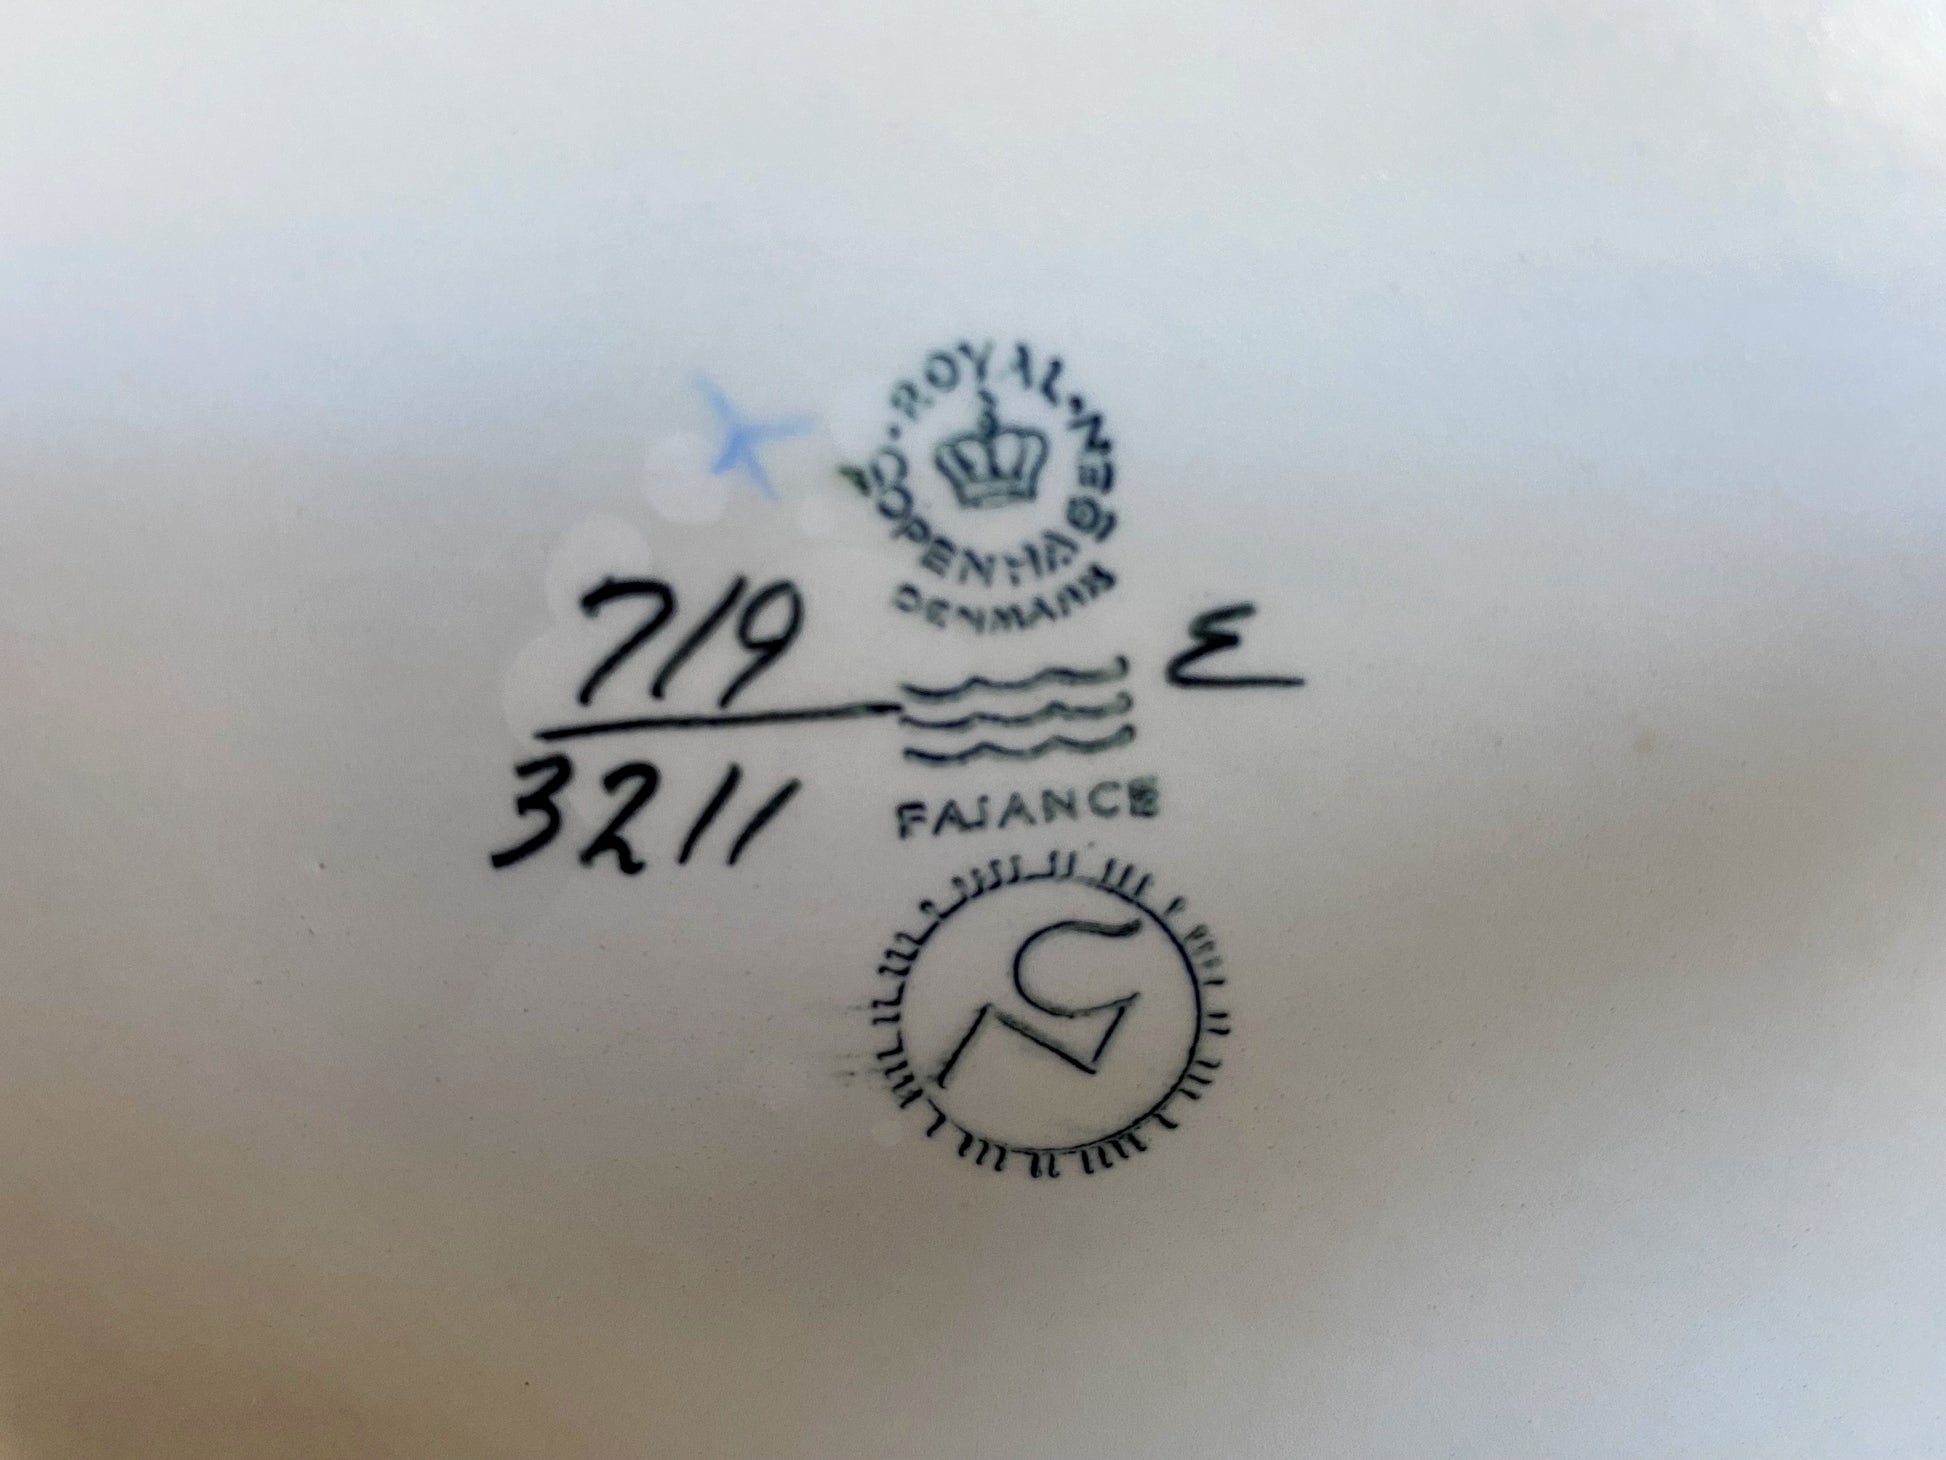 ROYAL · COPENHAGEN ·
DENMARK
719 E
3211
FAJANCE